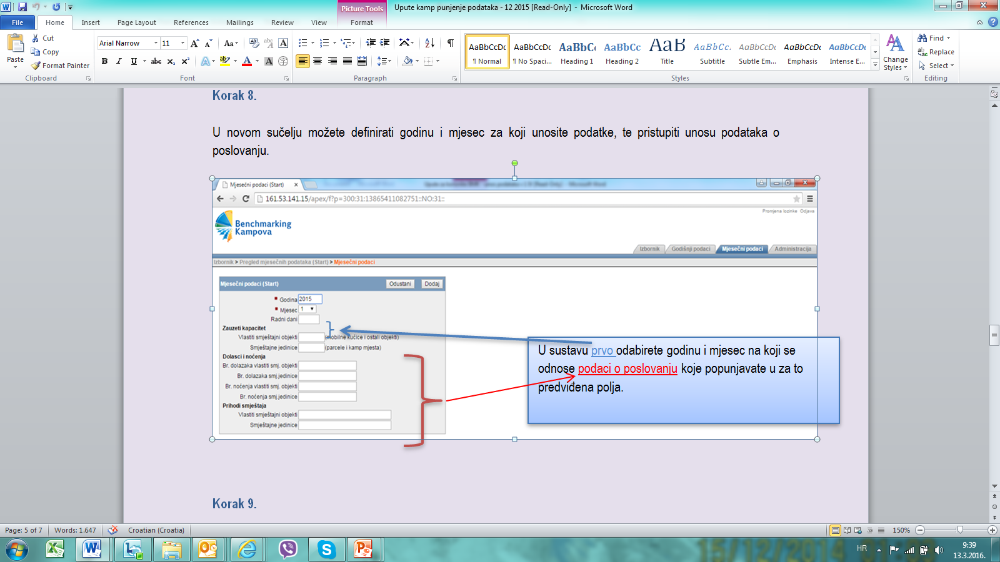 Picture Tools
Upute kamp punjenje podataka - 12 2015 [Read-Only] - Microsoft Word
File Home Insert Page Layout References Mailings Review View Format
Paste
Cut
Copy
Format Painter
Clipboard
Arial Narrow 11
Font
Paragraph
AaBbCcDc AaBbCcDc AaBbC AaBbCc AaB AaBbCc. AaBbCcDc AaBbCcDc AaBbCcDc
¶ Normal ¶ No Spaci... Heading 1 Heading 2 Title Subtitle Subtle Em... Emphasis Intense E...
Change Styles
Styles
Find
Replace
Select
Editing
Korak 8.
U novom sučelju možete definirati godinu i mjesec za koji unosite podatke, te pristupiti unosu podataka o
poslovanju.
Mjesečni podaci (Start)
161.53.141.15/apex/f?p=300:31:13865411082751::NO:31::
Promjena lozinke Odjava
Benchmarking
Kampova
Izbornik Godišnji podaci Mjesečni podaci Administracija
Izbornik > Pregled mjesečnih podataka (Start) > Mjesečni podaci
Mjesečni podaci (Start) Odustani Dodaj
Godina 2015
Mjesec 1
Radni dani
Zauzeti kapacitet
Vlastiti smještajni objekti (mobilne kućice i ostali objekti)
Smještajne jedinice (parcele i kamp mjesta)
Dolasci i noćenja
Br. dolazaka vlastiti smj. objekti
Br. dolazaka smj.jedinice
Br. noćenja vlastiti smj. objekti
Br. noćenja smj.jedinice
Prihodi smještaja
Vlastiti smještajni objekti
Smještajne jedinice
U sustavu prvo odabirete godinu i mjesec na koji se
odnose podaci o poslovanju koje popunjavate u za to
predviđena polja.
Korak 9.
Page: 5 of 7 Words: 1.647 Croatian (Croatia) 150%
HR 9:39
13.3.2016.